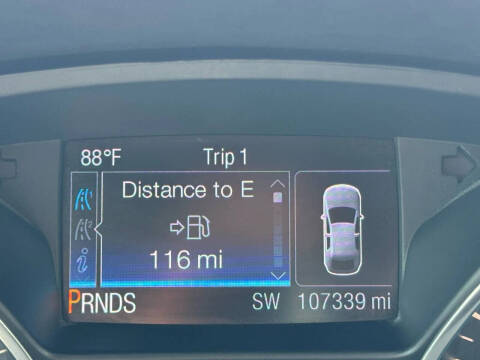 88°F Trip 1
Distance to E
116 mi
PRNDS SW 107339 mi